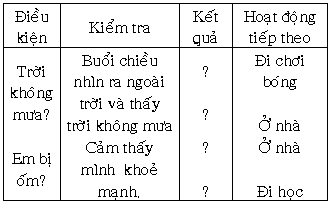 Điều kiện
Kiểm tra
Kết quả
Hoạt động tiếp theo
Trời không mưa?
Buổi chiều
nhìn ra ngoài
trời và thấy
trời không mưa
?
?
Đi chơi
bóng
Ở nhà
Em bị
ốm?
Cảm thấy
mình khoẻ
mạnh.
?
?
Ở nhà
Đi học